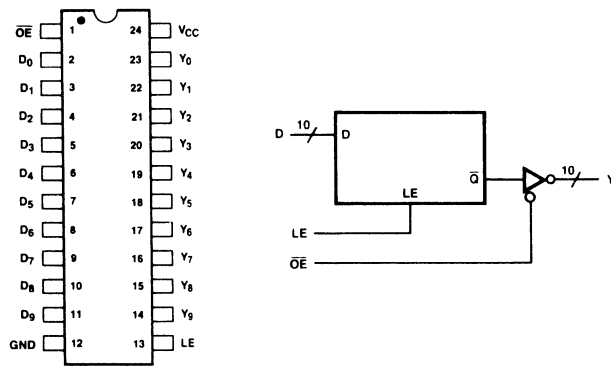 O̅E̅ 1 24 VCC
D0 2 23 Y0
D1 3 22 Y1
D2 4 21 Y2
D3 5 20 Y3
D4 6 19 Y4
D5 7 18 Y5
D6 8 17 Y6
D7 9 16 Y7
D8 10 15 Y8
D9 11 14 Y9
GND 12 13 LE
D 10 D Q̅ 10 Y
LE
LE
O̅E̅